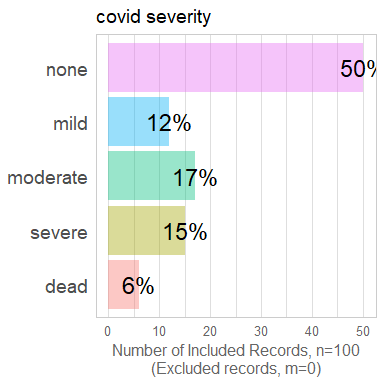 covid severity
none
50%
mild
12%
moderate
17%
severe
15%
dead
6%
0 10 20 30 40 50
Number of Included Records, n=100
(Excluded records, m=0)